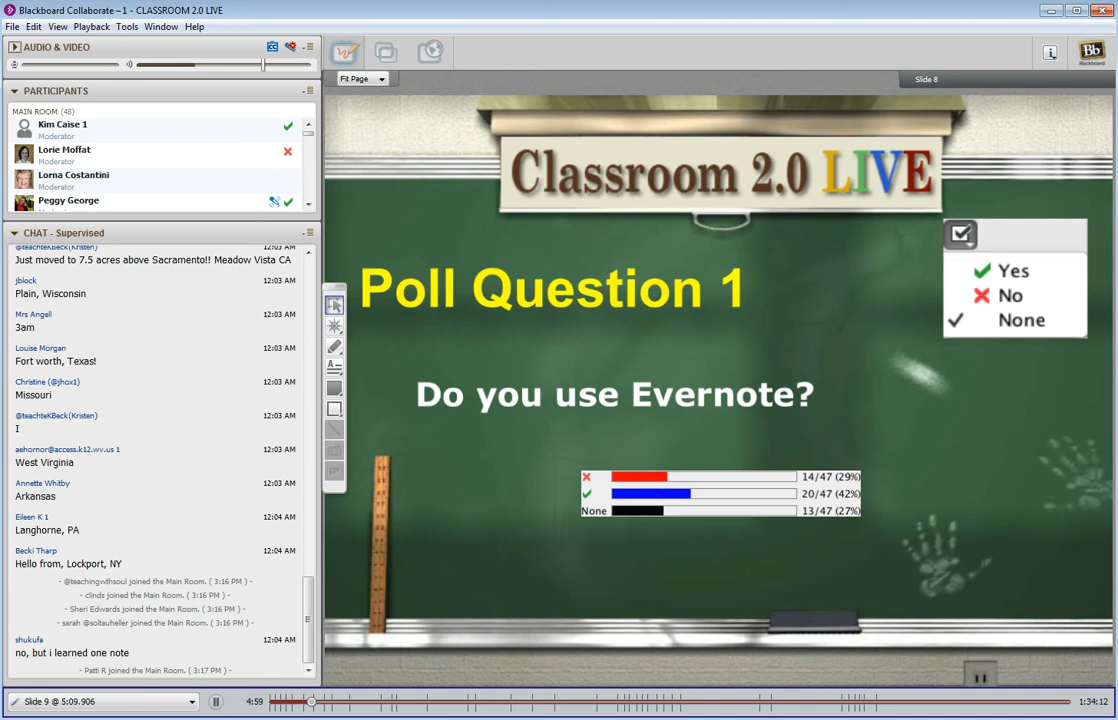 Blackboard Collaborate – 1 - CLASSROOM 2.0 LIVE
File Edit View Playback Tools Window Help
AUDIO & VIDEO
PARTICIPANTS
MAIN ROOM (48)
Kim Caise 1
Moderator
Lorie Moffat
Moderator
Lorna Costantini
Moderator
Peggy George
Moderator
CHAT - Supervised
@teachteKBeck(Kristen) 12:03 AM
Just moved to 7.5 acres above Sacramento!! Meadow Vista CA
jblock 12:03 AM
Plain, Wisconsin
Mrs Angell 12:03 AM
3am
Louise Morgan 12:03 AM
Fort worth, Texas!
Christine (@jhox1) 12:03 AM
Missouri
@teachteKBeck(Kristen) 12:03 AM
I
aehornor@access.k12.wv.us 1 12:03 AM
West Virginia
Annette Whitby 12:03 AM
Arkansas
Eileen K 1 12:04 AM
Langhorne, PA
Becki Tharp 12:04 AM
Hello from, Lockport, NY
- @teachingwthsoul joined the Main Room. ( 3:16 PM ) -
- clinds joined the Main Room. ( 3:16 PM ) -
- Sheri Edwards joined the Main Room. ( 3:16 PM ) -
- sarah @soltauheller joined the Main Room. ( 3:16 PM ) -
shukufa 12:04 AM
no, but i learned one note
- Patti R joined the Main Room. ( 3:17 PM ) -
Bb
Blackboard
Fit Page
Slide 8
Classroom 2.0 LIVE
Yes
No
None
Poll Question 1
Do you use Evernote?
14/47 (29%)
20/47 (42%)
None 13/47 (27%)
Slide 9 @ 5:09.906
4:59
1:34:12